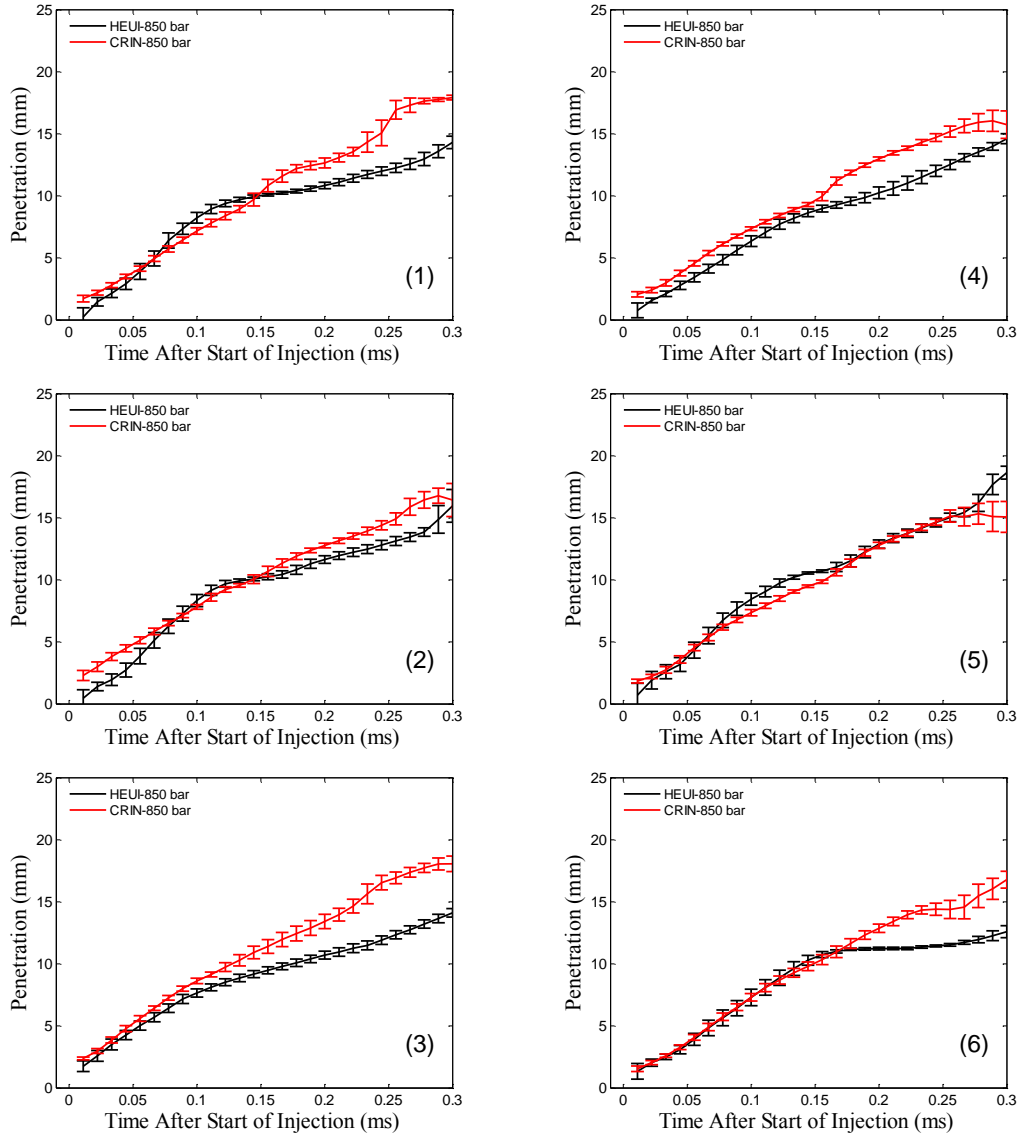 25
20
15
10
5
0
Penetration (mm)
HEUI-850 bar
CRIN-850 bar
(1)
0 0.05 0.1 0.15 0.2 0.25 0.3
Time After Start of Injection (ms)
25
20
15
10
5
0
Penetration (mm)
HEUI-850 bar
CRIN-850 bar
(4)
0 0.05 0.1 0.15 0.2 0.25 0.3
Time After Start of Injection (ms)
25
20
15
10
5
0
Penetration (mm)
HEUI-850 bar
CRIN-850 bar
(2)
0 0.05 0.1 0.15 0.2 0.25 0.3
Time After Start of Injection (ms)
25
20
15
10
5
0
Penetration (mm)
HEUI-850 bar
CRIN-850 bar
(5)
0 0.05 0.1 0.15 0.2 0.25 0.3
Time After Start of Injection (ms)
25
20
15
10
5
0
Penetration (mm)
HEUI-850 bar
CRIN-850 bar
(3)
0 0.05 0.1 0.15 0.2 0.25 0.3
Time After Start of Injection (ms)
25
20
15
10
5
0
Penetration (mm)
HEUI-850 bar
CRIN-850 bar
(6)
0 0.05 0.1 0.15 0.2 0.25 0.3
Time After Start of Injection (ms)